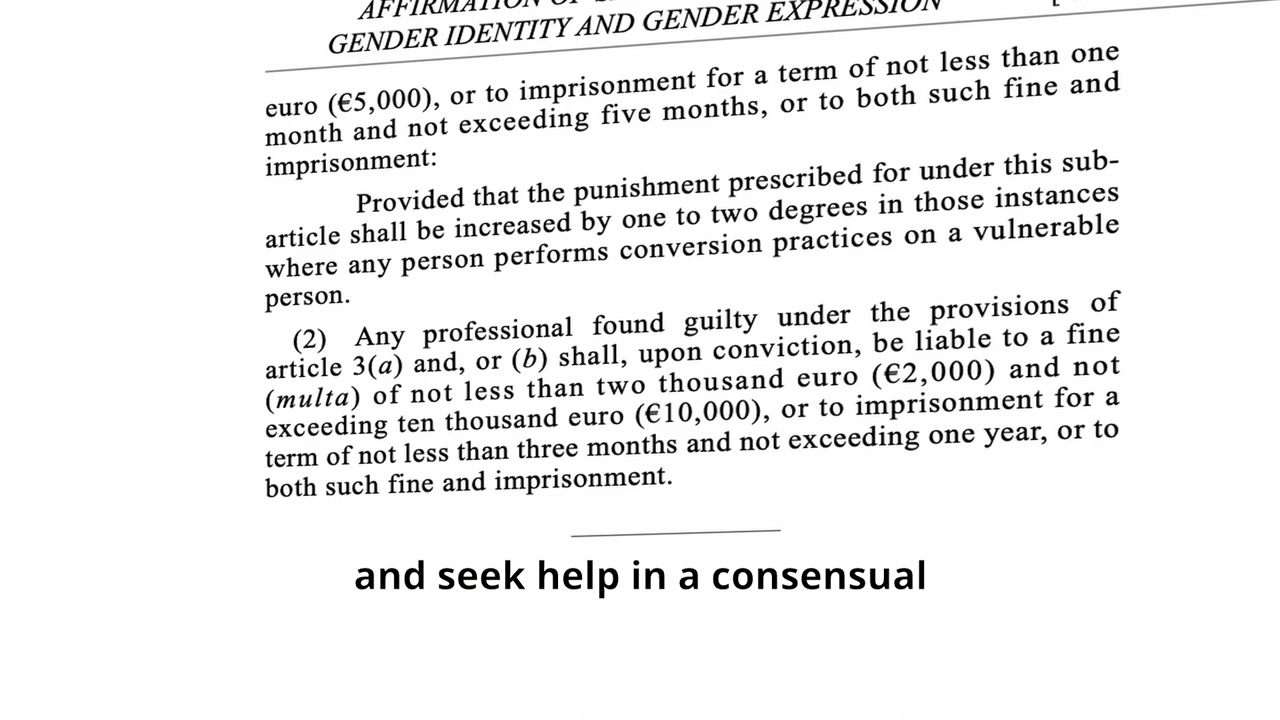 AFFIRMATION OF
GENDER IDENTITY AND GENDER EXPRESSION
euro (€5,000), or to imprisonment for a term of not less than one
month and not exceeding five months, or to both such fine and
imprisonment:
Provided that the punishment prescribed for under this sub-
article shall be increased by one to two degrees in those instances
where any person performs conversion practices on a vulnerable
person.
(2) Any professional found guilty under the provisions of
article 3(a) and, or (b) shall, upon conviction, be liable to a fine
(multa) of not less than two thousand euro (€2,000) and not
exceeding ten thousand euro (€10,000), or to imprisonment for a
term of not less than three months and not exceeding one year, or to
both such fine and imprisonment.
and seek help in a consensual